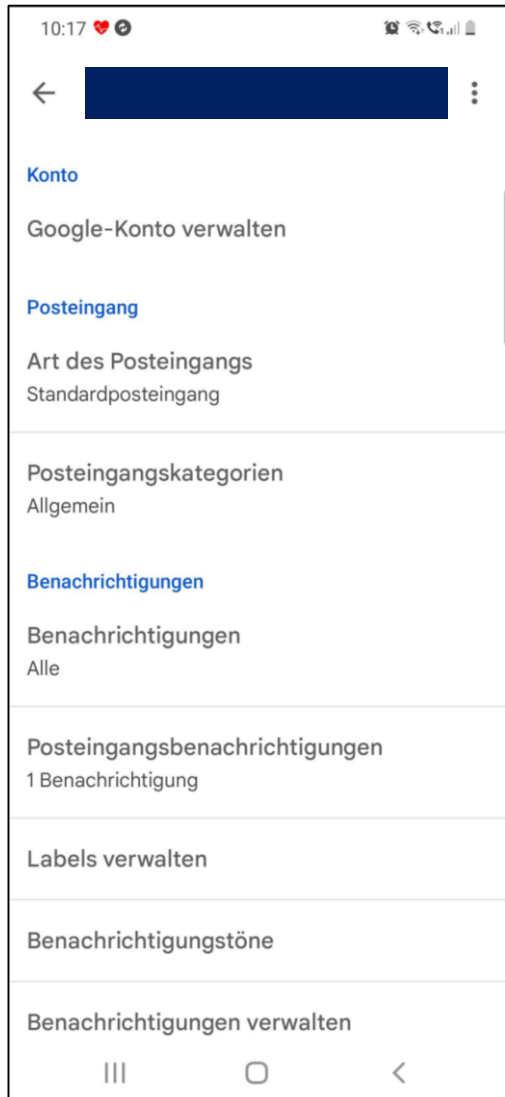 10:17
Konto
Google-Konto verwalten
Posteingang
Art des Posteingangs
Standardposteingang
Posteingangskategorien
Allgemein
Benachrichtigungen
Benachrichtigungen
Alle
Posteingangsbenachrichtigungen
1 Benachrichtigung
Labels verwalten
Benachrichtigungstöne
Benachrichtigungen verwalten